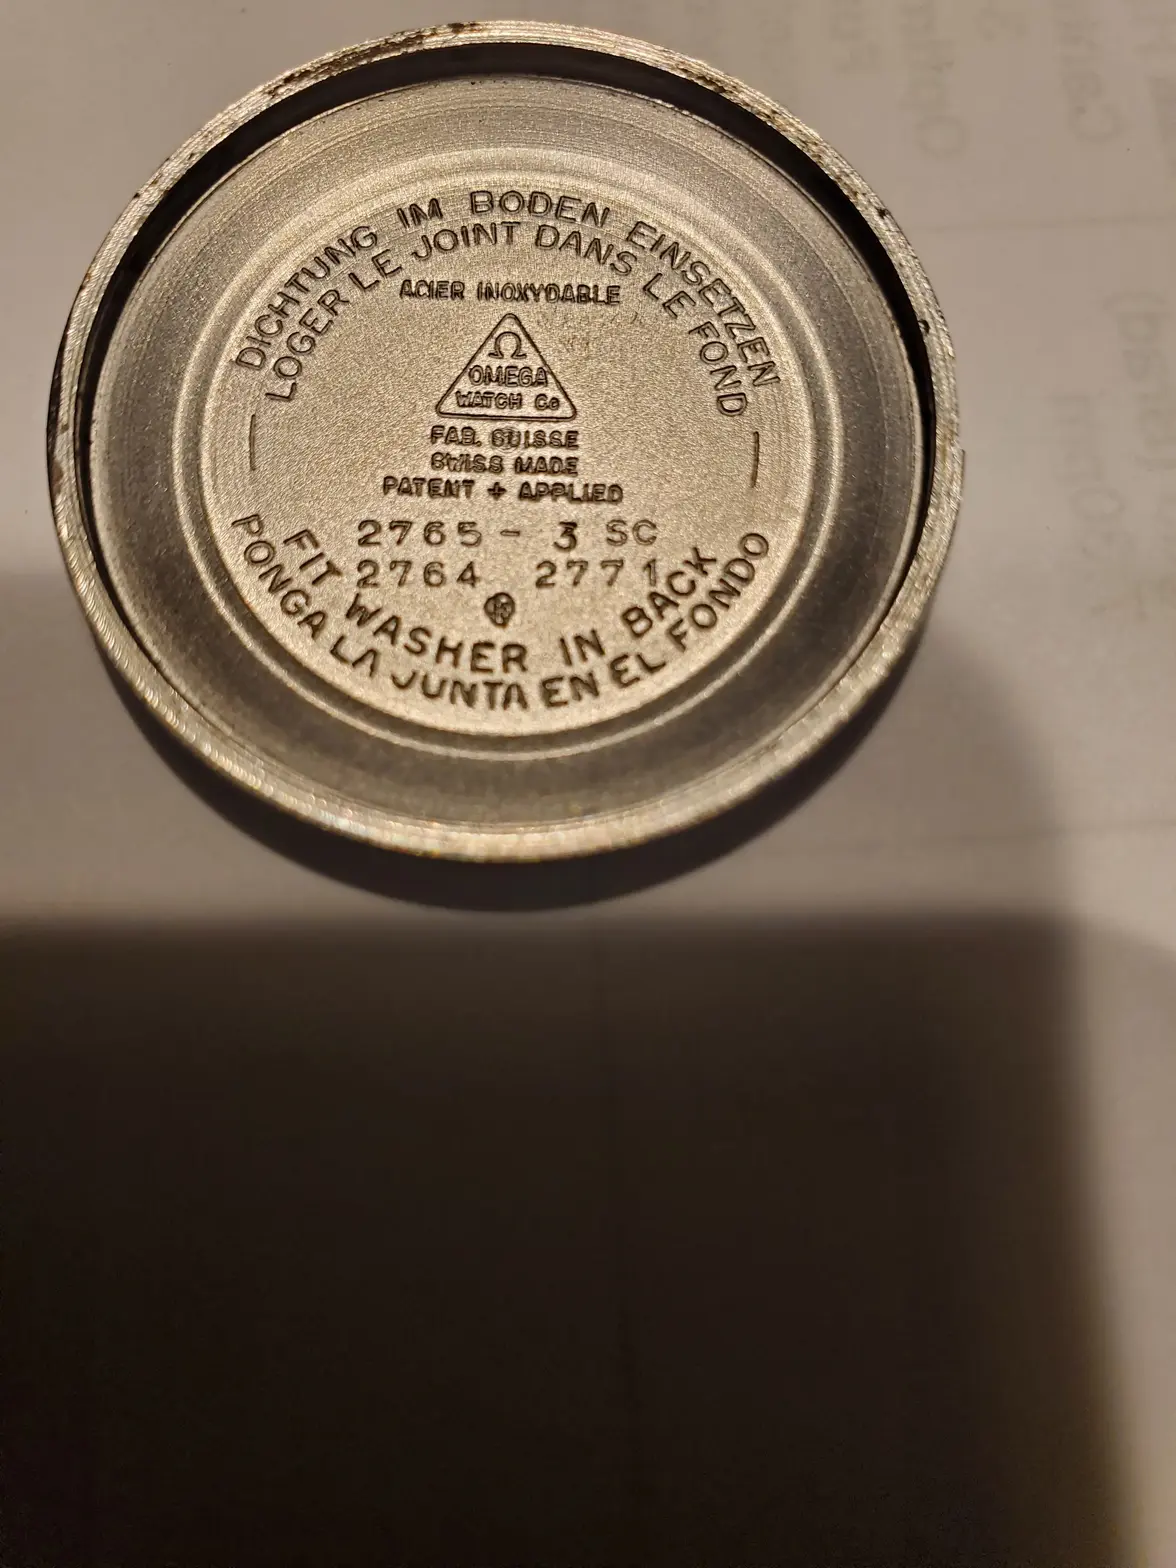 DICHTUNG IM BODEN EINSETZEN
LOGER LE JOINT DANS LE FOND
ACIER INOXYDABLE
Ω
OMEGA
WATCH Co
FAB. SUISSE
SWISS MADE
PATENT + APPLIED
2765 - 3 SC
2764 2771
FIT WASHER IN BACK
PONGA LA JUNTA EN EL FONDO